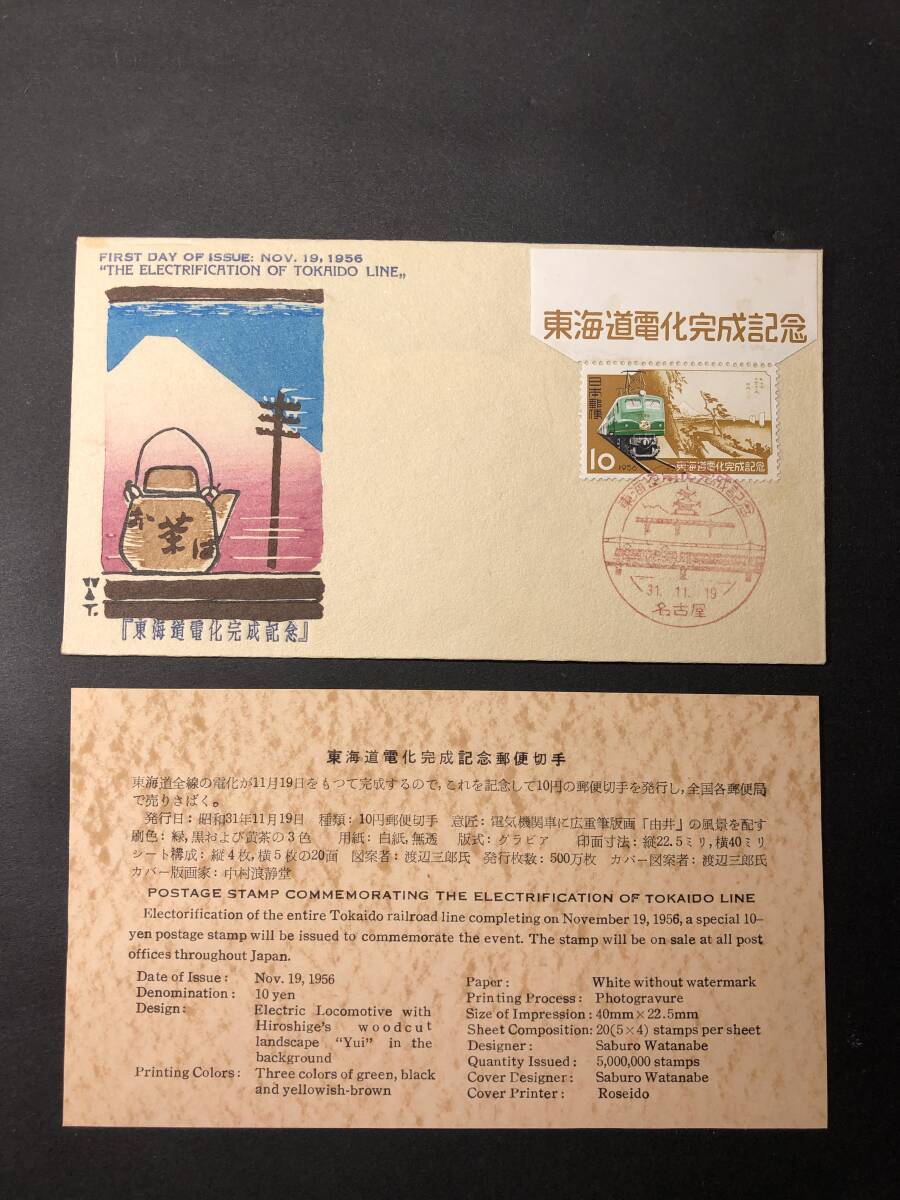 FIRST DAY OF ISSUE: NOV. 19, 1956
"THE ELECTRIFICATION OF TOKAIDO LINE„
東海道電化完成記念
日本郵便
10
1956
東海道電化完成記念
東海道電化完成記念
31. 11. 19
名古屋
お茶は
WAT.
『東海道電化完成記念』
東海道電化完成記念郵便切手
東海道全線の電化が11月19日をもつて完成するので,これを記念して10円の郵便切手を発行し,全国各郵便局
で売りさばく。
発行日:昭和31年11月19日 種類:10円郵便切手 意匠:電気機関車に広重筆版画「由井」の風景を配す
刷色:緑,黒および黄茶の3色 用紙:白紙,無透 版式:グラビア 印面寸法:縦22.5ミリ,横40ミリ
シート構成:縦4枚,横5枚の20面 図案者:渡辺三郎氏 発行枚数:500万枚 カバー図案者:渡辺三郎氏
カバー版画家:中村浪静堂
POSTAGE STAMP COMMEMORATING THE ELECTRIFICATION OF TOKAIDO LINE
Electorification of the entire Tokaido railroad line completing on November 19, 1956, a special 10-
yen postage stamp will be issued to commemorate the event. The stamp will be on sale at all post
offices throughout Japan.
Date of Issue: Nov. 19, 1956
Denomination: 10 yen
Design: Electric Locomotive with
Hiroshige's woodcut
landscape "Yui" in the
background
Printing Colors: Three colors of green, black
and yellowish-brown
Paper: White without watermark
Printing Process: Photogravure
Size of Impression: 40mm×22.5mm
Sheet Composition: 20(5×4) stamps per sheet
Designer: Saburo Watanabe
Quantity Issued: 5,000,000 stamps
Cover Designer: Saburo Watanabe
Cover Printer: Roseido